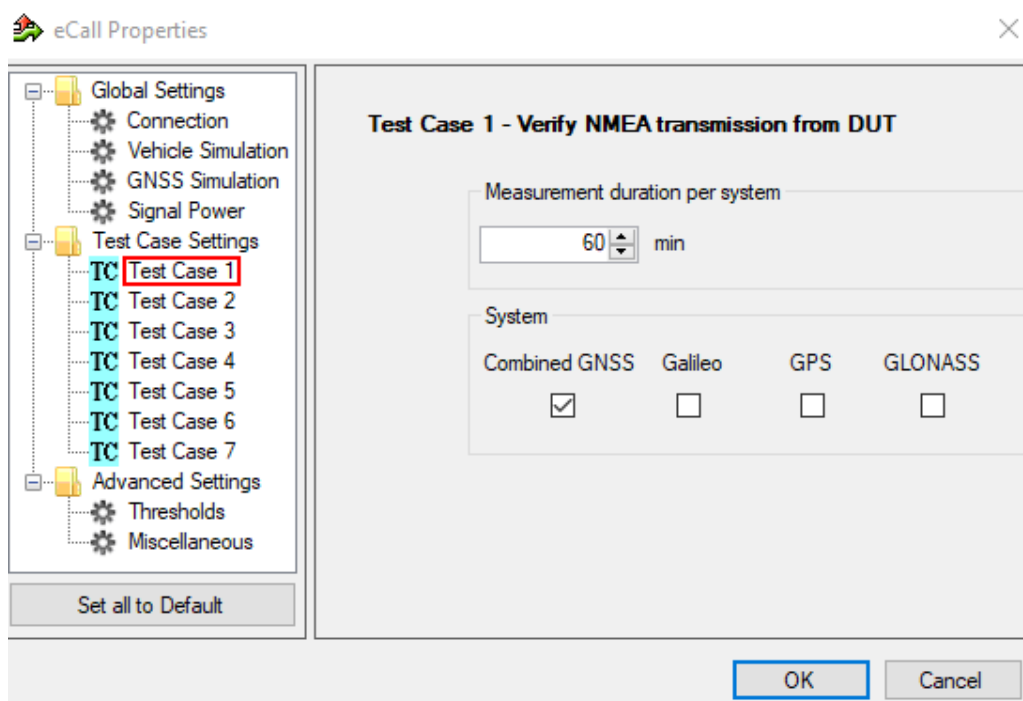 eCall Properties
Global Settings
Connection
Vehicle Simulation
GNSS Simulation
Signal Power
Test Case Settings
TC Test Case 1
TC Test Case 2
TC Test Case 3
TC Test Case 4
TC Test Case 5
TC Test Case 6
TC Test Case 7
Advanced Settings
Thresholds
Miscellaneous
Set all to Default
Test Case 1 - Verify NMEA transmission from DUT
Measurement duration per system
60 min
System
Combined GNSS Galileo GPS GLONASS
OK Cancel